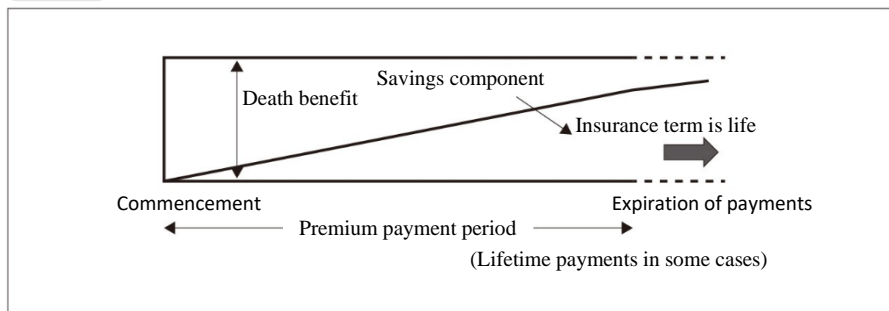 Savings component
Death benefit
Insurance term is life
Commencement
Expiration of payments
Premium payment period
(Lifetime payments in some cases)